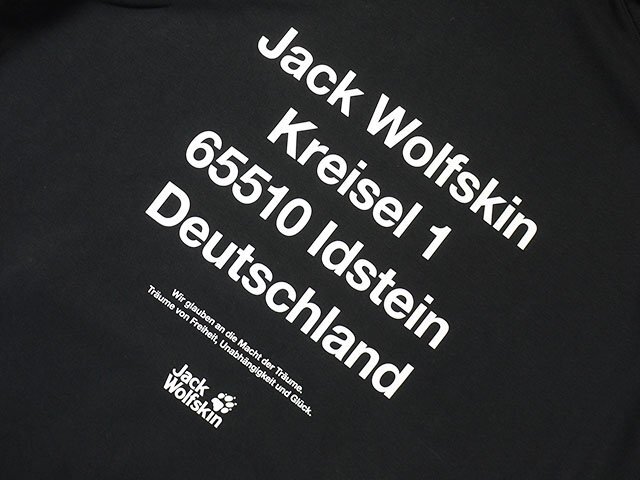 Jack Wolfskin
Kreisel 1
65510 Idstein
Deutschland
Wir glauben an die Macht der Träume.
Träume von Freiheit, Unabhängigkeit und Glück.
Jack
Wolfskin